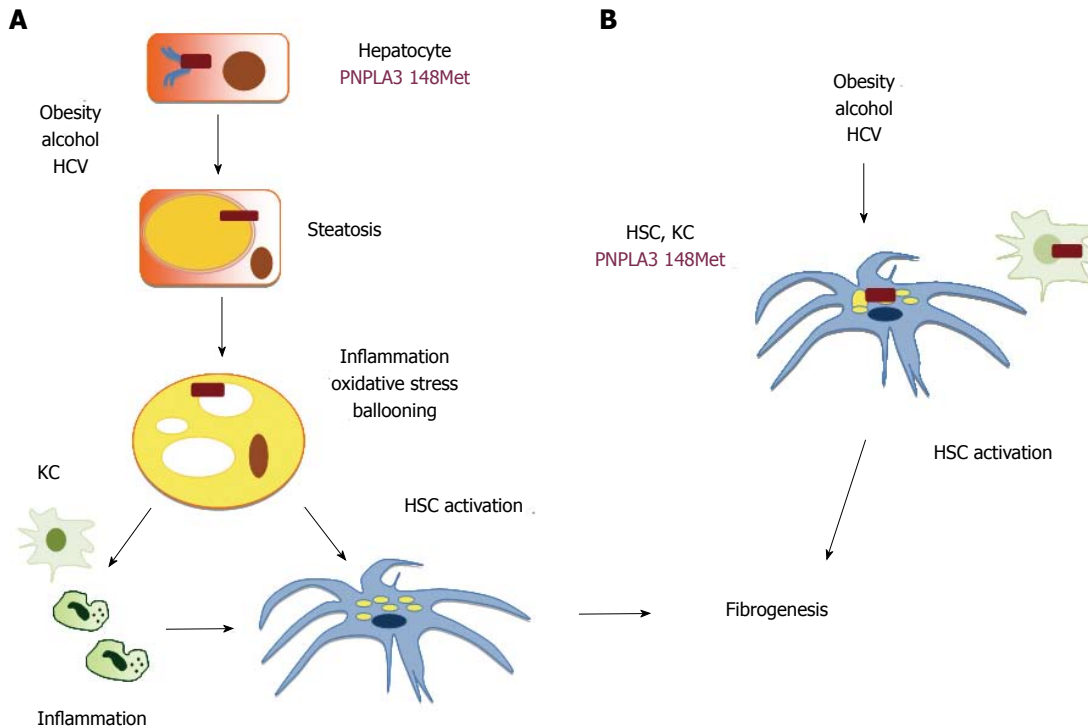 A
Hepatocyte
PNPLA3 148Met
Obesity
alcohol
HCV
Steatosis
Inflammation
oxidative stress
ballooning
KC
HSC activation
Inflammation
B
Obesity
alcohol
HCV
HSC, KC
PNPLA3 148Met
HSC activation
Fibrogenesis